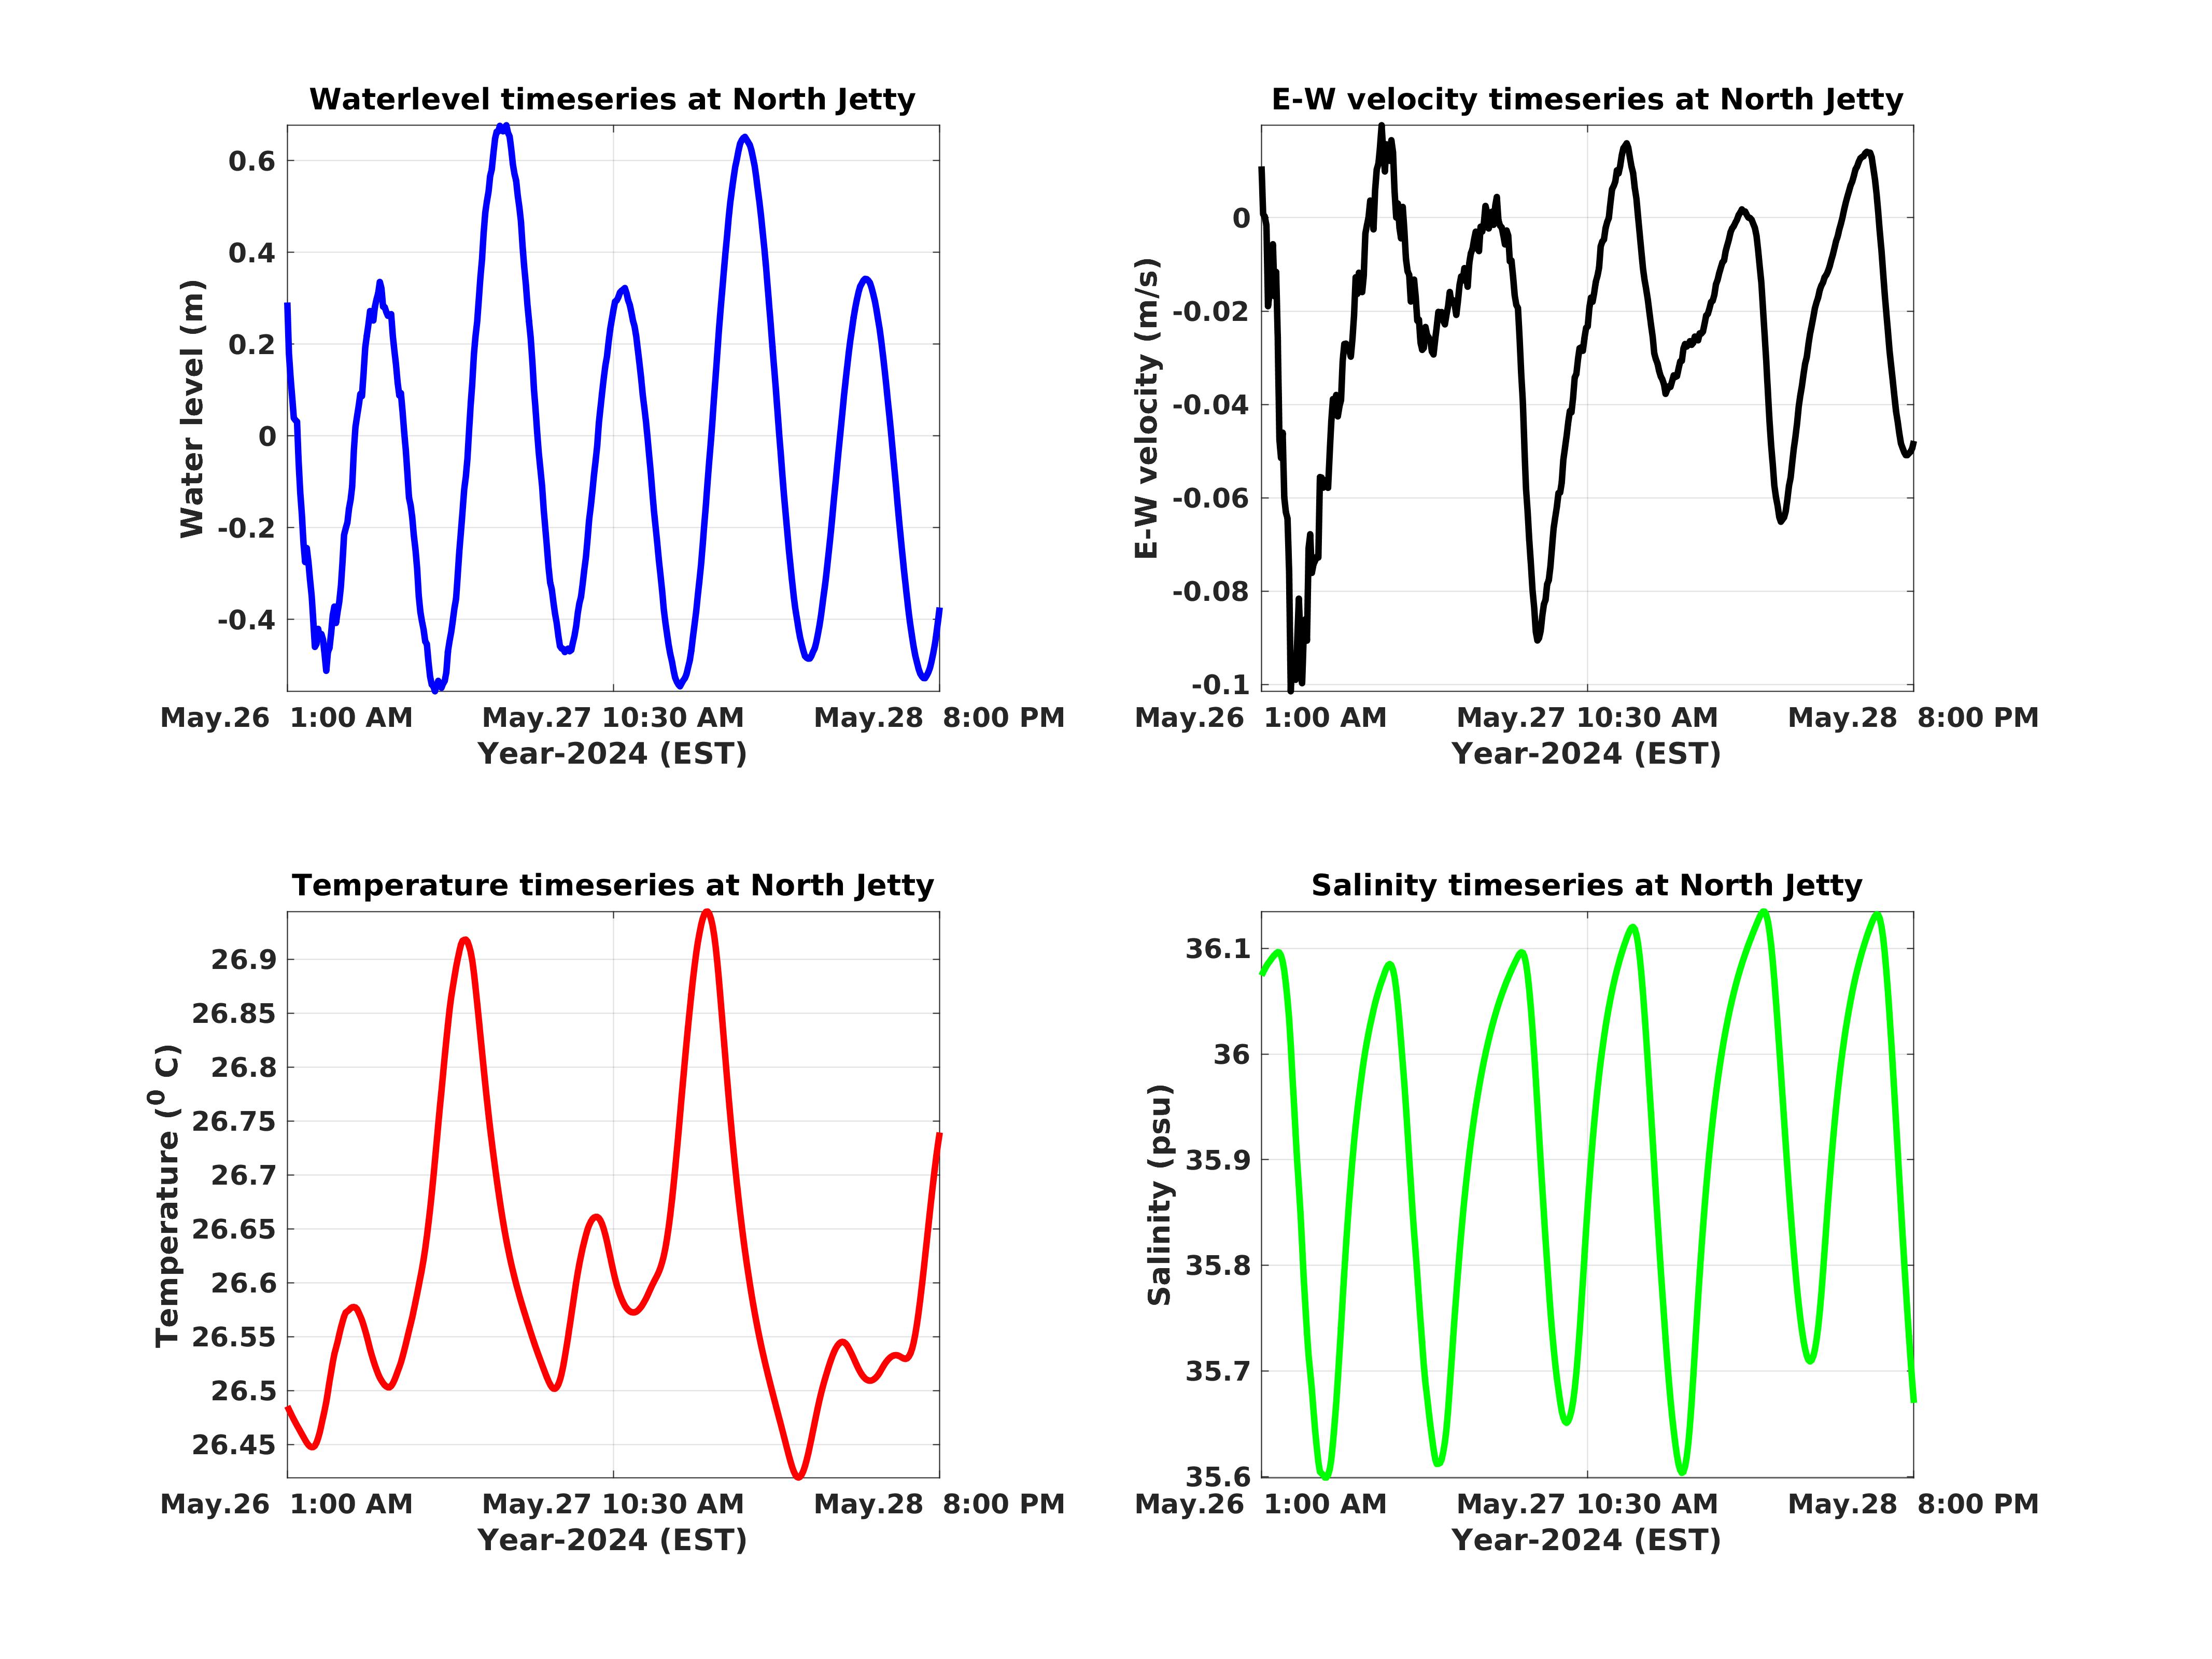 Waterlevel timeseries at North Jetty
Water level (m)
0.6
0.4
0.2
0
-0.2
-0.4
May.26 1:00 AM May.27 10:30 AM May.28 8:00 PM
Year-2024 (EST)
E-W velocity timeseries at North Jetty
E-W velocity (m/s)
0
-0.02
-0.04
-0.06
-0.08
-0.1
May.26 1:00 AM May.27 10:30 AM May.28 8:00 PM
Year-2024 (EST)
Temperature timeseries at North Jetty
Temperature (⁰ C)
26.9
26.85
26.8
26.75
26.7
26.65
26.6
26.55
26.5
26.45
May.26 1:00 AM May.27 10:30 AM May.28 8:00 PM
Year-2024 (EST)
Salinity timeseries at North Jetty
Salinity (psu)
36.1
36
35.9
35.8
35.7
35.6
May.26 1:00 AM May.27 10:30 AM May.28 8:00 PM
Year-2024 (EST)